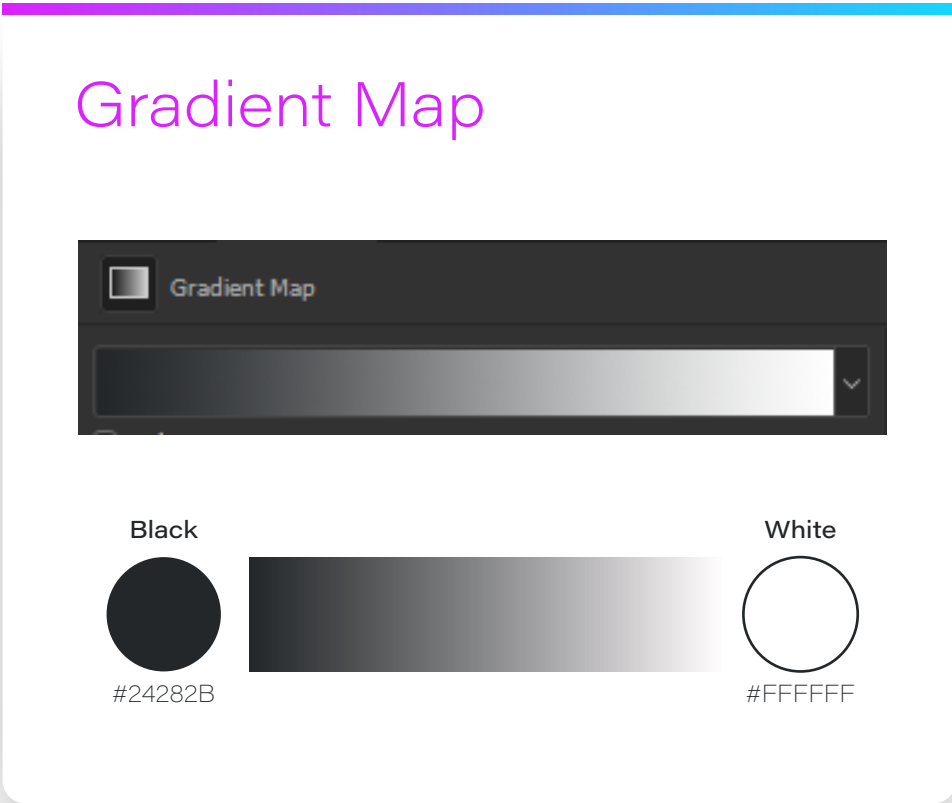 Gradient Map
Gradient Map
Black
White
#24282B
#FFFFFF